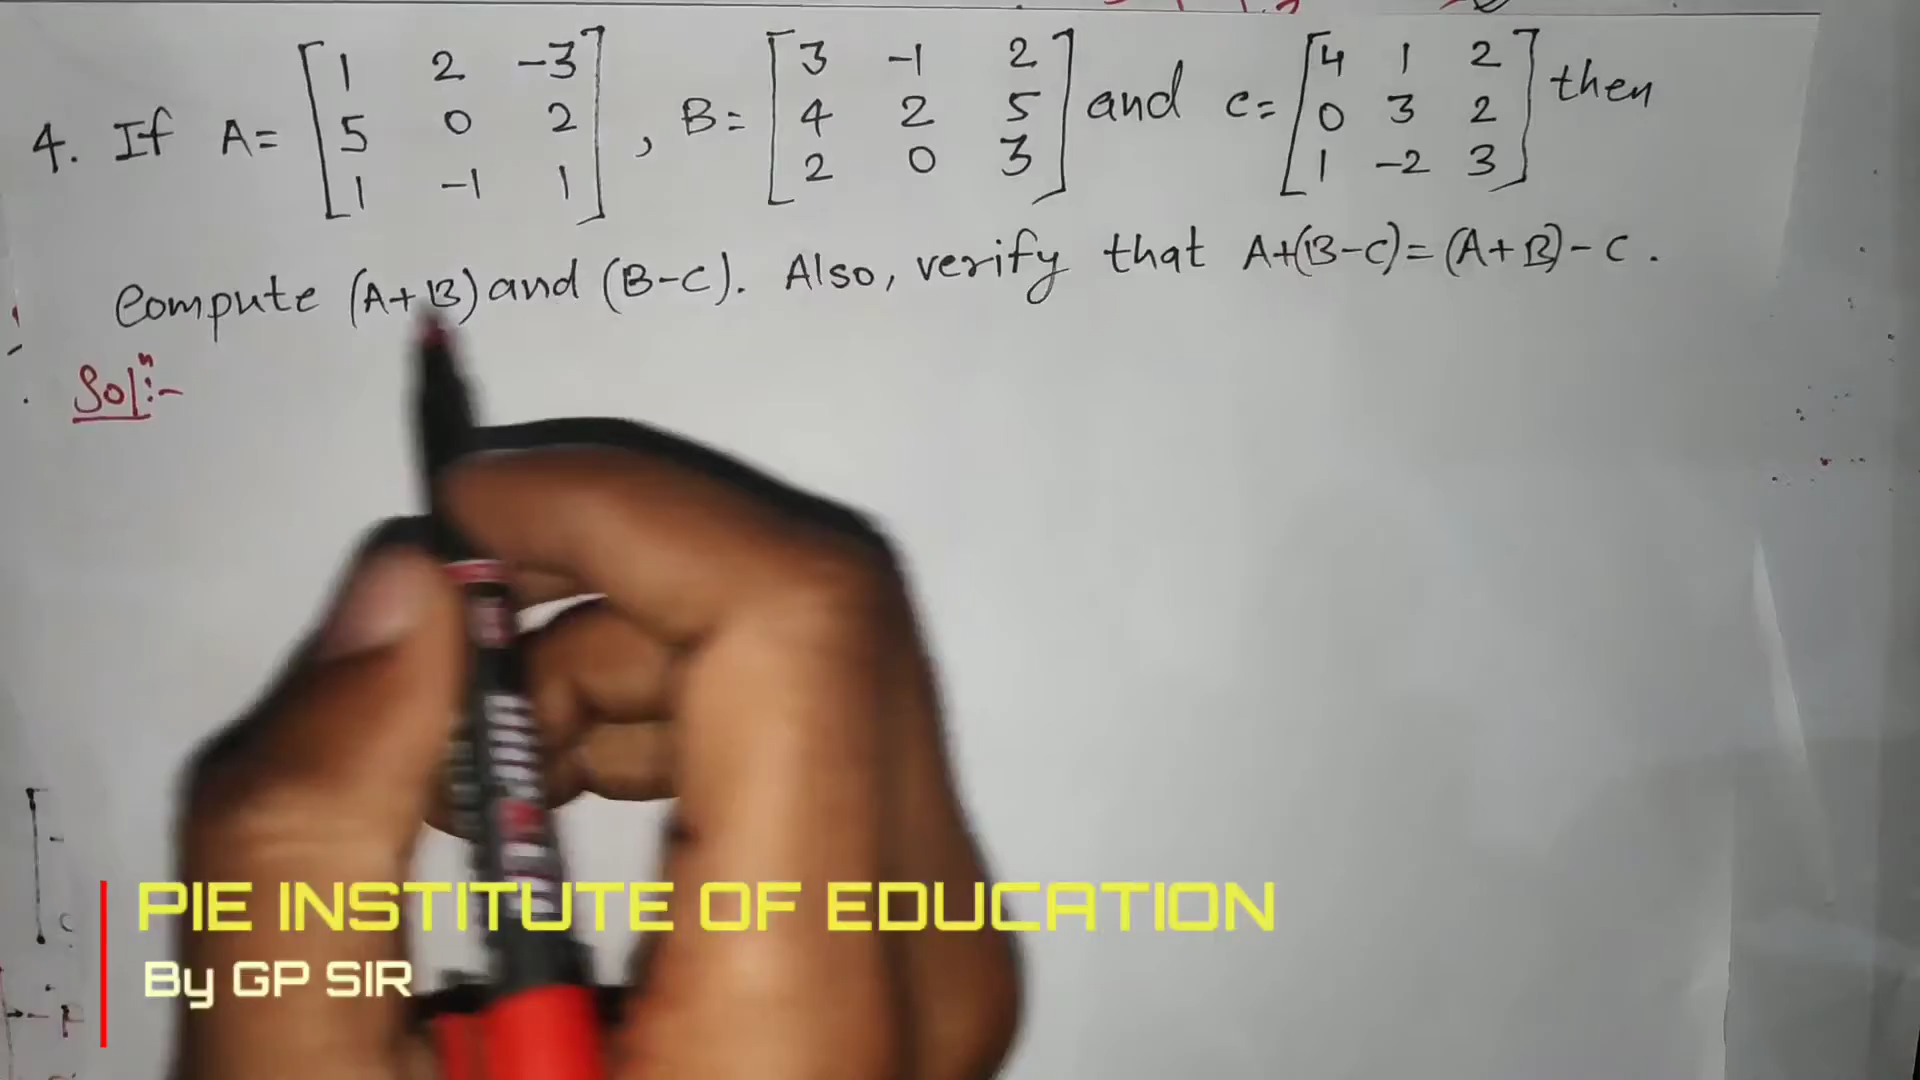 4. If A = [1 2 -3
5 0 2
1 -1 1] , B = [3 -1 2
4 2 5
2 0 3] and C = [4 1 2
0 3 2
1 -2 3] then
Compute (A+B) and (B-C). Also, verify that A+(B-C)=(A+B)-C.
Solⁿ:-
PIE INSTITUTE OF EDUCATION
By GP SIR